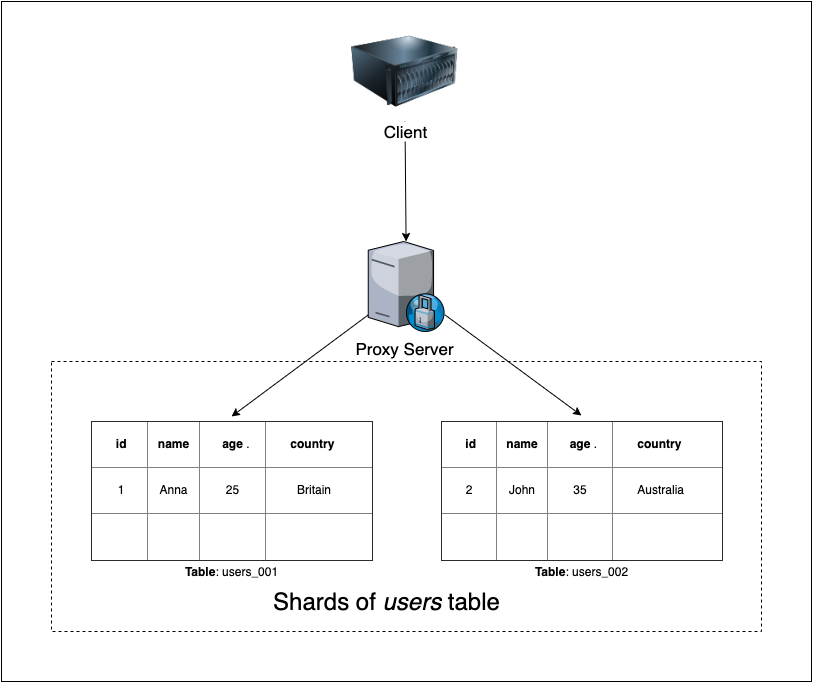 Client
Proxy Server
id name age . country
1 Anna 25 Britain
Table: users_001
id name age . country
2 John 35 Australia
Table: users_002
Shards of users table